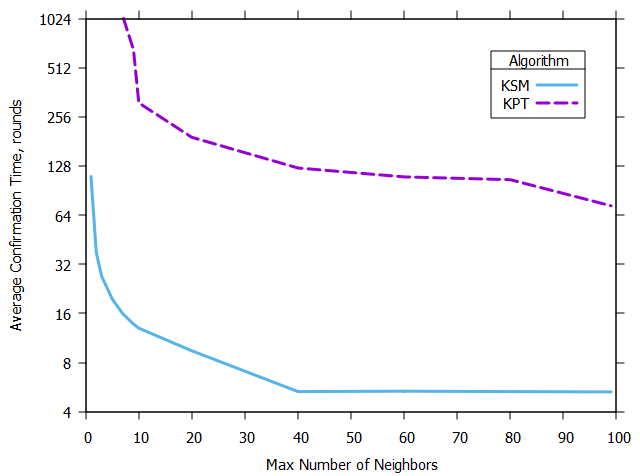 1024
512
256
128
64
32
16
8
4
Average Confirmation Time, rounds
Algorithm
KSM
KPT
0 10 20 30 40 50 60 70 80 90 100
Max Number of Neighbors